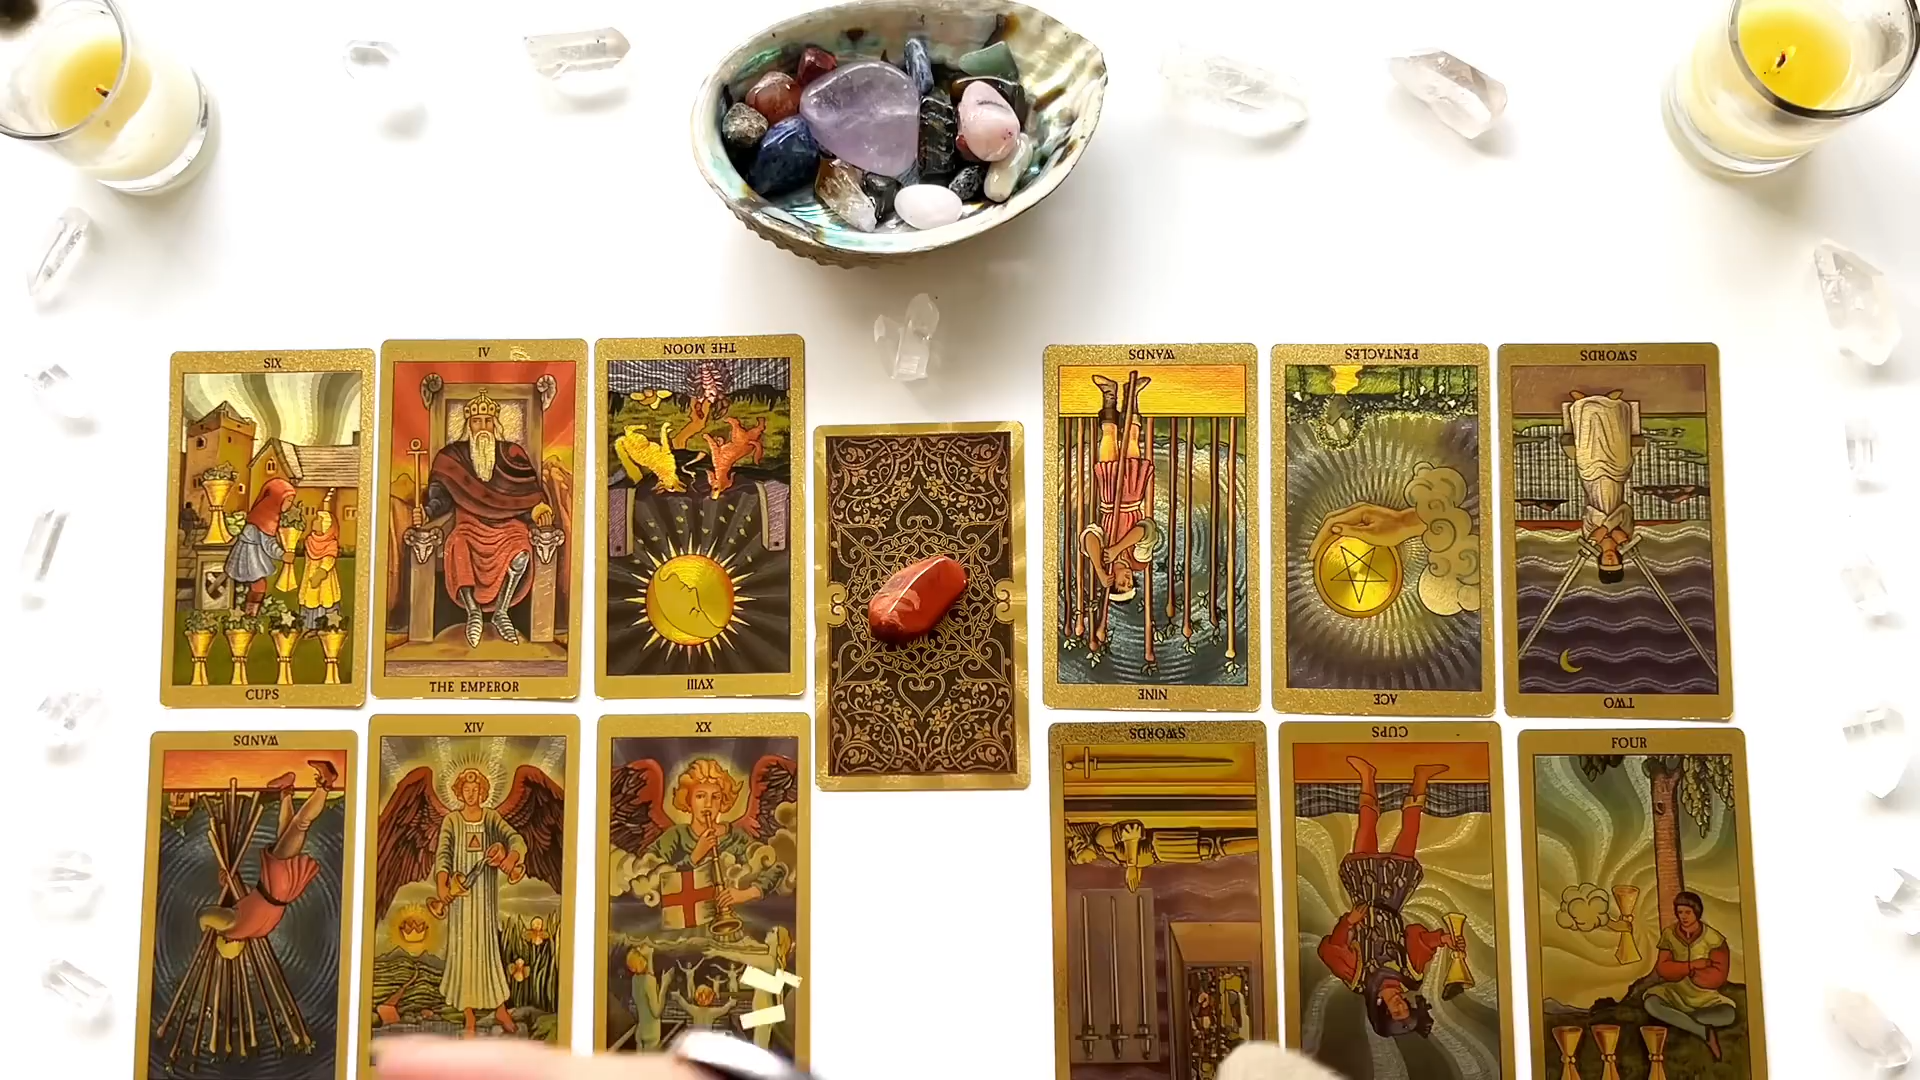 XIS
CUPS
IV
THE EMPEROR
THE MOON
XVIII
WANDS
NINE
PENTACLES
ACE
SWORDS
TWO
WANDS
XIV
XX
SWORDS
CUPS
FOUR